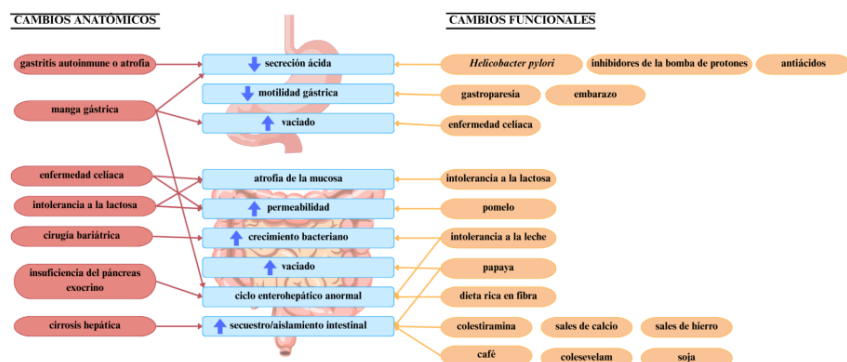 CAMBIOS ANATÓMICOS
CAMBIOS FUNCIONALES
gastritis autoinmune o atrofia
secreción ácida
Helicobacter pylori
inhibidores de la bomba de protones
antiácidos
manga gástrica
motilidad gástrica
gastroparesia
embarazo
vaciado
enfermedad celíaca
enfermedad celíaca
atrofia de la mucosa
intolerancia a la lactosa
intolerancia a la lactosa
permeabilidad
pomelo
cirugía bariátrica
crecimiento bacteriano
intolerancia a la leche
insuficiencia del páncreas
exocrino
vaciado
papaya
ciclo enterohepático anormal
dieta rica en fibra
cirrosis hepática
secuestro/aislamiento intestinal
colestiramina
sales de calcio
sales de hierro
café
colesevelam
soja